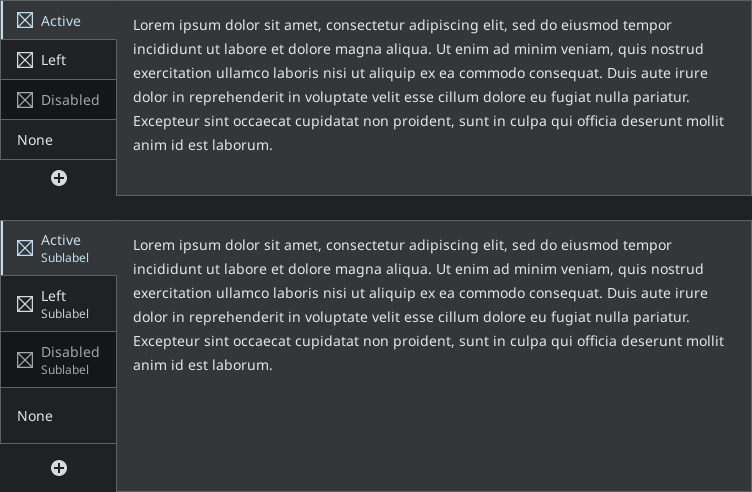 Active
Left
Disabled
None
Lorem ipsum dolor sit amet, consectetur adipiscing elit, sed do eiusmod tempor
incididunt ut labore et dolore magna aliqua. Ut enim ad minim veniam, quis nostrud
exercitation ullamco laboris nisi ut aliquip ex ea commodo consequat. Duis aute irure
dolor in reprehenderit in voluptate velit esse cillum dolore eu fugiat nulla pariatur.
Excepteur sint occaecat cupidatat non proident, sunt in culpa qui officia deserunt mollit
anim id est laborum.
Active
Sublabel
Left
Sublabel
Disabled
Sublabel
None
Lorem ipsum dolor sit amet, consectetur adipiscing elit, sed do eiusmod tempor
incididunt ut labore et dolore magna aliqua. Ut enim ad minim veniam, quis nostrud
exercitation ullamco laboris nisi ut aliquip ex ea commodo consequat. Duis aute irure
dolor in reprehenderit in voluptate velit esse cillum dolore eu fugiat nulla pariatur.
Excepteur sint occaecat cupidatat non proident, sunt in culpa qui officia deserunt mollit
anim id est laborum.